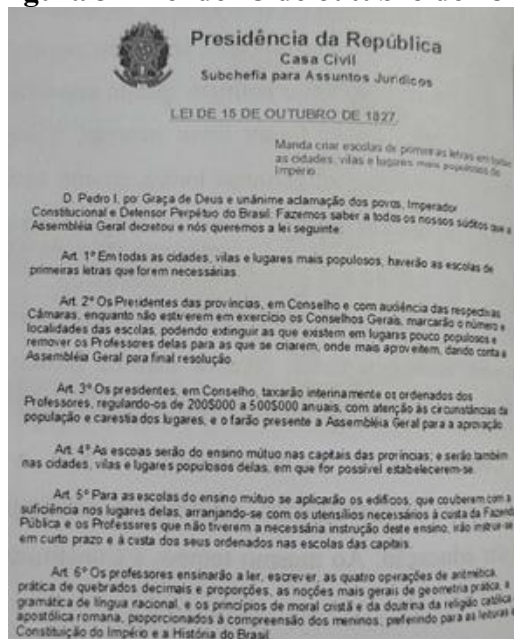 Presidência da República
Casa Civil
Subchefia para Assuntos Jurídicos
LEI DE 15 DE OUTUBRO DE 1827.
Manda criar escolas de primeiras letras em todas
as cidades, vilas e lugares mais populosos do
Império.
D. Pedro I, por Graça de Deus e unânime aclamação dos povos, Imperador
Constitucional e Defensor Perpétuo do Brasil: Fazemos saber a todos os nossos súditos que a
Assembléia Geral decretou e nós queremos a lei seguinte:
Art. 1º Em todas as cidades, vilas e lugares mais populosos, haverão as escolas de
primeiras letras que forem necessárias.
Art. 2º Os Presidentes das províncias, em Conselho e com audiência das respectivas
Câmaras, enquanto não estiverem em exercício os Conselhos Gerais, marcarão o número e
localidades das escolas, podendo extinguir as que existem em lugares pouco populosos e
remover os Professores delas para as que se criarem, onde mais aproveitem, dando conta a
Assembléia Geral para final resolução.
Art. 3º Os presidentes, em Conselho, taxarão interinamente os ordenados dos
Professores, regulando-os de 200$000 a 500$000 anuais, com atenção às circunstâncias da
população e carestia dos lugares, e o farão presente a Assembléia Geral para a aprovação.
Art. 4º As escolas serão do ensino mútuo nas capitais das províncias; e serão também
nas cidades, vilas e lugares populosos delas, em que for possível estabelecerem-se.
Art. 5º Para as escolas do ensino mútuo se aplicarão os edifícios, que couberem com a
suficiência nos lugares delas, arranjando-se com os utensílios necessários à custa da Fazenda
Pública e os Professores que não tiverem a necessária instrução deste ensino, irão instruir-se
em curto prazo e à custa dos seus ordenados nas escolas das capitais.
Art. 6º Os professores ensinarão a ler, escrever, as quatro operações de aritmética,
prática de quebrados, decimais e proporções, as noções mais gerais de geometria prática, a
gramática de língua nacional, e os princípios de moral cristã e da doutrina da religião católica e
apostólica romana, proporcionados à compreensão dos meninos; preferindo para as leituras a
Constituição do Império e a História do Brasil.